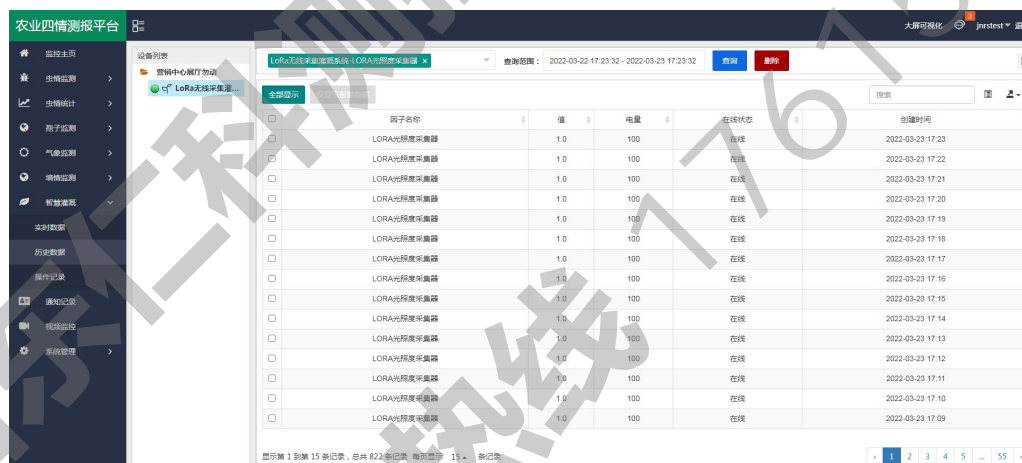 农业四情测报平台
大屏可视化 3 jnrstest
监控主页
虫情监测
虫情统计
孢子监测
气象监测
墒情监测
智慧灌溉
实时数据
历史数据
操作记录
通知记录
视频监控
系统管理
设备列表
营销中心展厅勿动
LoRa无线采集灌...
LoRa无线采集灌溉系统-LORA光照度采集器 ×
查询范围： 2022-03-22 17:23:32 - 2022-03-23 17:23:32 查询 删除
全部显示 搜索
因子名称 值 电量 在线状态 创建时间
LORA光照度采集器 1.0 100 在线 2022-03-23 17:23
LORA光照度采集器 1.0 100 在线 2022-03-23 17:22
LORA光照度采集器 1.0 100 在线 2022-03-23 17:21
LORA光照度采集器 1.0 100 在线 2022-03-23 17:20
LORA光照度采集器 1.0 100 在线 2022-03-23 17:19
LORA光照度采集器 1.0 100 在线 2022-03-23 17:18
LORA光照度采集器 1.0 100 在线 2022-03-23 17:17
LORA光照度采集器 1.0 100 在线 2022-03-23 17:16
LORA光照度采集器 1.0 100 在线 2022-03-23 17:15
LORA光照度采集器 1.0 100 在线 2022-03-23 17:14
LORA光照度采集器 1.0 100 在线 2022-03-23 17:13
LORA光照度采集器 1.0 100 在线 2022-03-23 17:12
LORA光照度采集器 1.0 100 在线 2022-03-23 17:11
LORA光照度采集器 1.0 100 在线 2022-03-23 17:10
LORA光照度采集器 1.0 100 在线 2022-03-23 17:09
显示第 1 到第 15 条记录，总共 822 条记录 每页显示 15 条记录
‹ 1 2 3 4 5 ... 55
东仁科测
热线 176